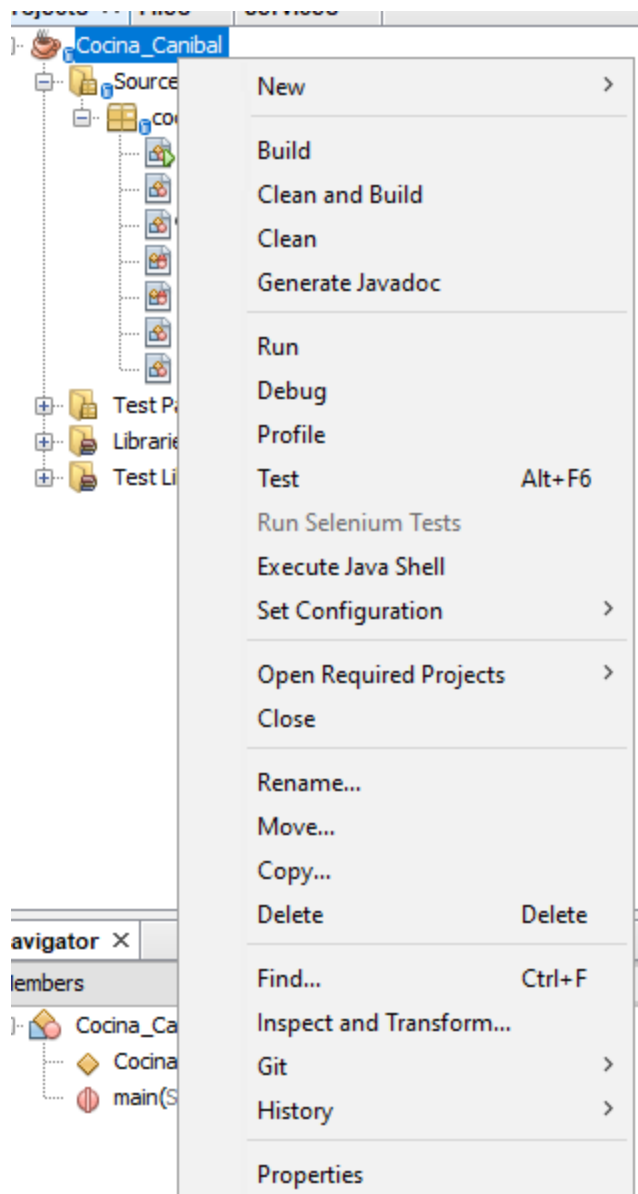 Cocina_Canibal
Source
New
Build
Clean and Build
Clean
Generate Javadoc
Run
Debug
Profile
Test Alt+F6
Run Selenium Tests
Execute Java Shell
Set Configuration
Test Pa
Librarie
Test Li
Open Required Projects
Close
Rename...
Move...
Copy...
Delete Delete
Find... Ctrl+F
Inspect and Transform...
Git
History
Properties
avigator
embers
Cocina_Ca
Cocina
main(S